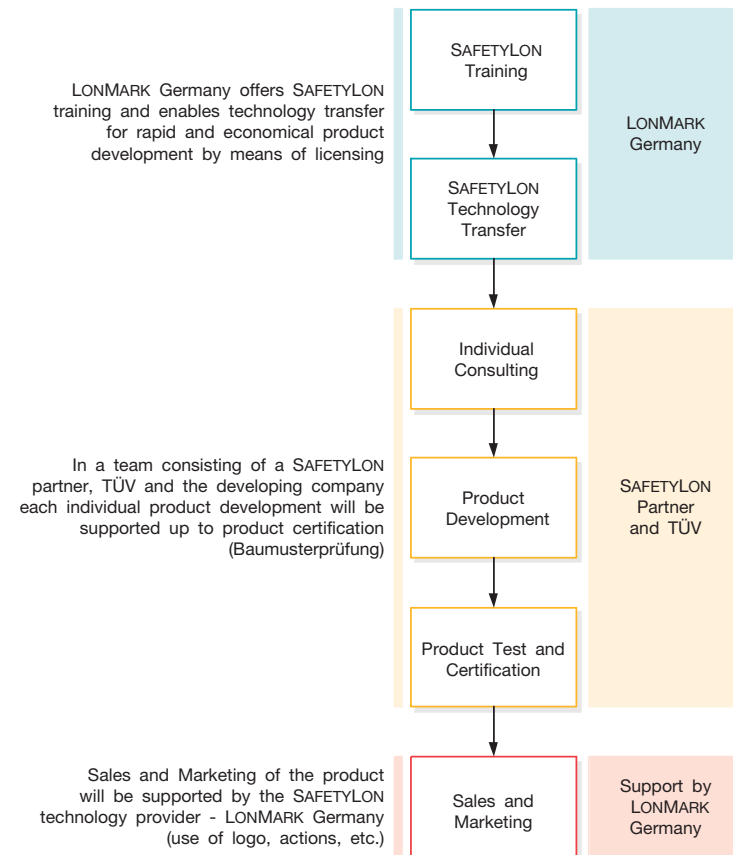 LONMARK Germany offers SAFETYLON
training and enables technology transfer
for rapid and economical product
development by means of licensing
SAFETYLON
Training
SAFETYLON
Technology
Transfer
LONMARK
Germany
In a team consisting of a SAFETYLON
partner, TÜV and the developing company
each individual product development will be
supported up to product certification
(Baumusterprüfung)
Individual
Consulting
Product
Development
Product Test and
Certification
SAFETYLON
Partner
and TÜV
Sales and Marketing of the product
will be supported by the SAFETYLON
technology provider - LONMARK Germany
(use of logo, actions, etc.)
Sales and
Marketing
Support by
LONMARK
Germany